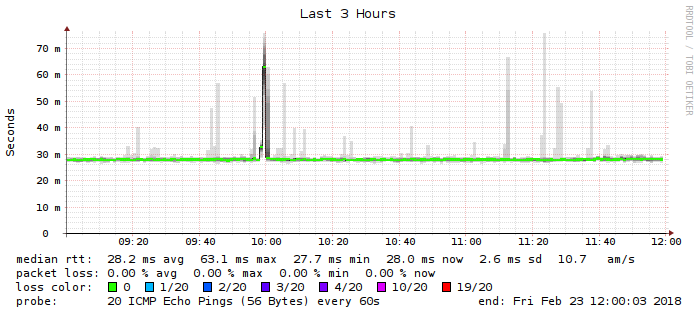 Last 3 Hours
RRDTOOL / TOBI OETIKER
Seconds
70 m
60 m
50 m
40 m
30 m
20 m
10 m
0
09:20 09:40 10:00 10:20 10:40 11:00 11:20 11:40 12:00
median rtt: 28.2 ms avg 63.1 ms max 27.7 ms min 28.0 ms now 2.6 ms sd 10.7 am/s
packet loss: 0.00 % avg 0.00 % max 0.00 % min 0.00 % now
loss color: 0 1/20 2/20 3/20 4/20 10/20 19/20
probe: 20 ICMP Echo Pings (56 Bytes) every 60s end: Fri Feb 23 12:00:03 2018